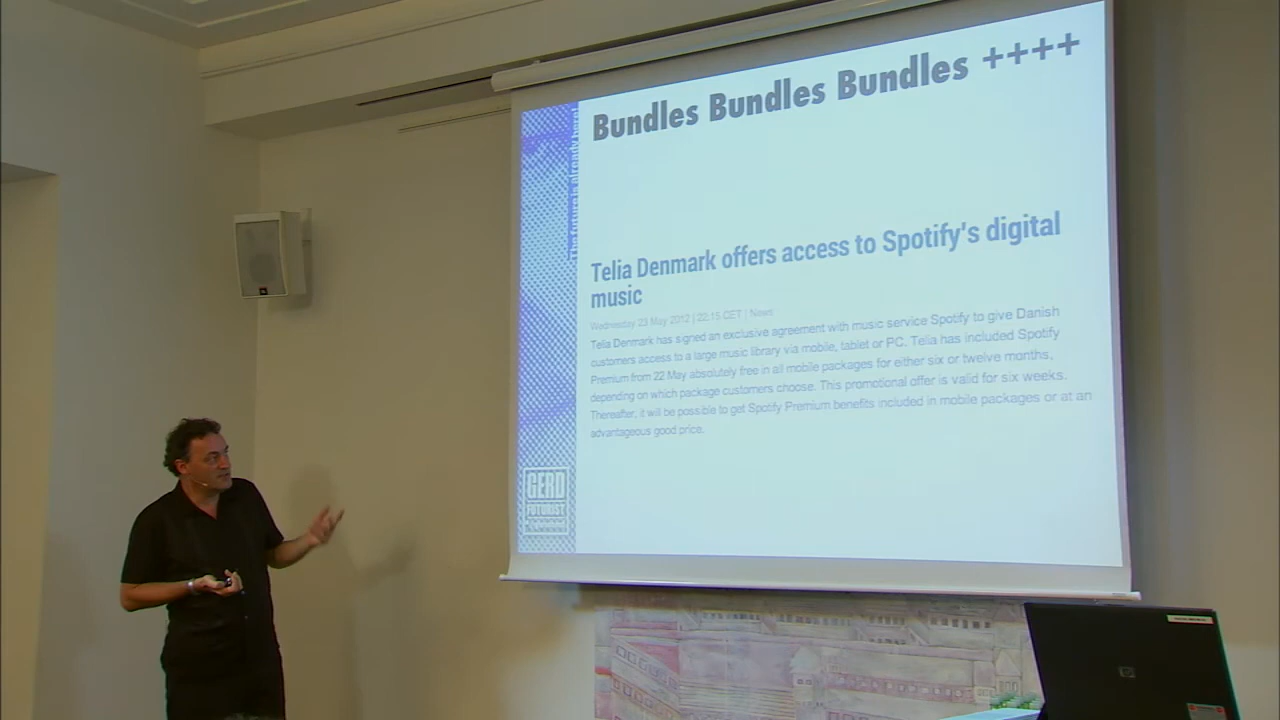 Bundles Bundles Bundles ++++
Telia Denmark offers access to Spotify's digital
music
Wednesday 23 May 2012 | 22:15 CET | News
Telia Denmark has signed an exclusive agreement with music service Spotify to give Danish
customers access to a large music library via mobile, tablet or PC. Telia has included Spotify
Premium from 22 May absolutely free in all mobile packages for either six or twelve months,
depending on which package customers choose. This promotional offer is valid for six weeks.
Thereafter, it will be possible to get Spotify Premium benefits included in mobile packages or at an
advantageous good price.
GERD
FUTURIST
hp